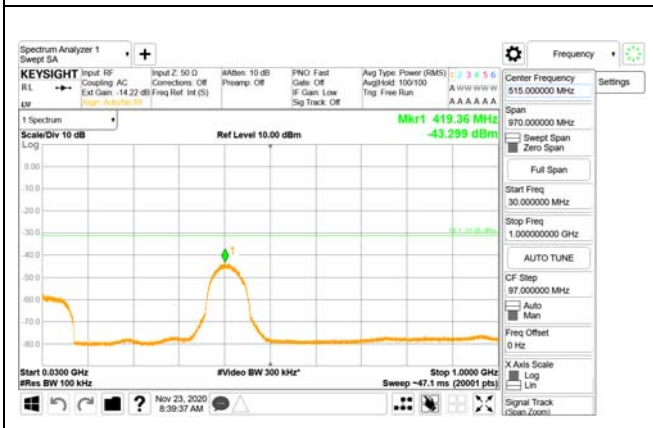 Spectrum Analyzer 1
Swept SA
Frequency
KEYSIGHT
RL
Input: RF
Coupling: AC
Ext Gain: -14.22 dB
Align: Auto/No RF
Input Z: 50 Ω
Corrections: Off
Freq Ref: Int (S)
#Atten: 10 dB
Preamp: Off
PNO: Fast
Gate: Off
IF Gain: Low
Sig Track: Off
Avg Type: Power (RMS)
Avg|Hold: 100/100
Trig: Free Run
1 2 3 4 5 6
A W W W W W
A A A A A A
Settings
1 Spectrum
Scale/Div 10 dB
Log
Ref Level 10.00 dBm
Mkr1 419.36 MHz
-43.299 dBm
0.00
-10.0
-20.0
-30.0
-40.0
-50.0
-60.0
-70.0
-80.0
1
Start 0.0300 GHz
#Res BW 100 kHz
#Video BW 300 kHz*
Stop 1.0000 GHz
Sweep ~47.1 ms (20001 pts)
Nov 23, 2020
8:39:37 AM
Center Frequency
515.000000 MHz
Span
970.000000 MHz
Swept Span
Zero Span
Full Span
Start Freq
30.000000 MHz
Stop Freq
1.000000000 GHz
AUTO TUNE
CF Step
97.000000 MHz
Auto
Man
Freq Offset
0 Hz
X Axis Scale
Log
Lin
Signal Track
(Span Zoom)